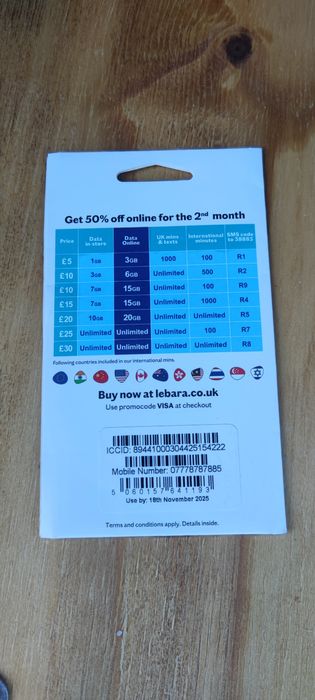 Get 50% off online for the 2nd month
Price Data in-store Data Online UK mins & texts International minutes SMS code to 38885
£5 1GB 3GB 1000 100 R1
£10 3GB 6GB Unlimited 500 R2
£10 7GB 15GB Unlimited 100 R9
£15 7GB 15GB Unlimited 1000 R4
£20 10GB 20GB Unlimited Unlimited R5
£25 Unlimited Unlimited Unlimited 100 R7
£30 Unlimited Unlimited Unlimited Unlimited R8
Following countries included in our international mins.
Buy now at lebara.co.uk
Use promocode VISA at checkout
ICCID: 89441000304425154222
Mobile Number: 07778787885
5 060157 641193
Use by: 18th November 2025
Terms and conditions apply. Details inside.